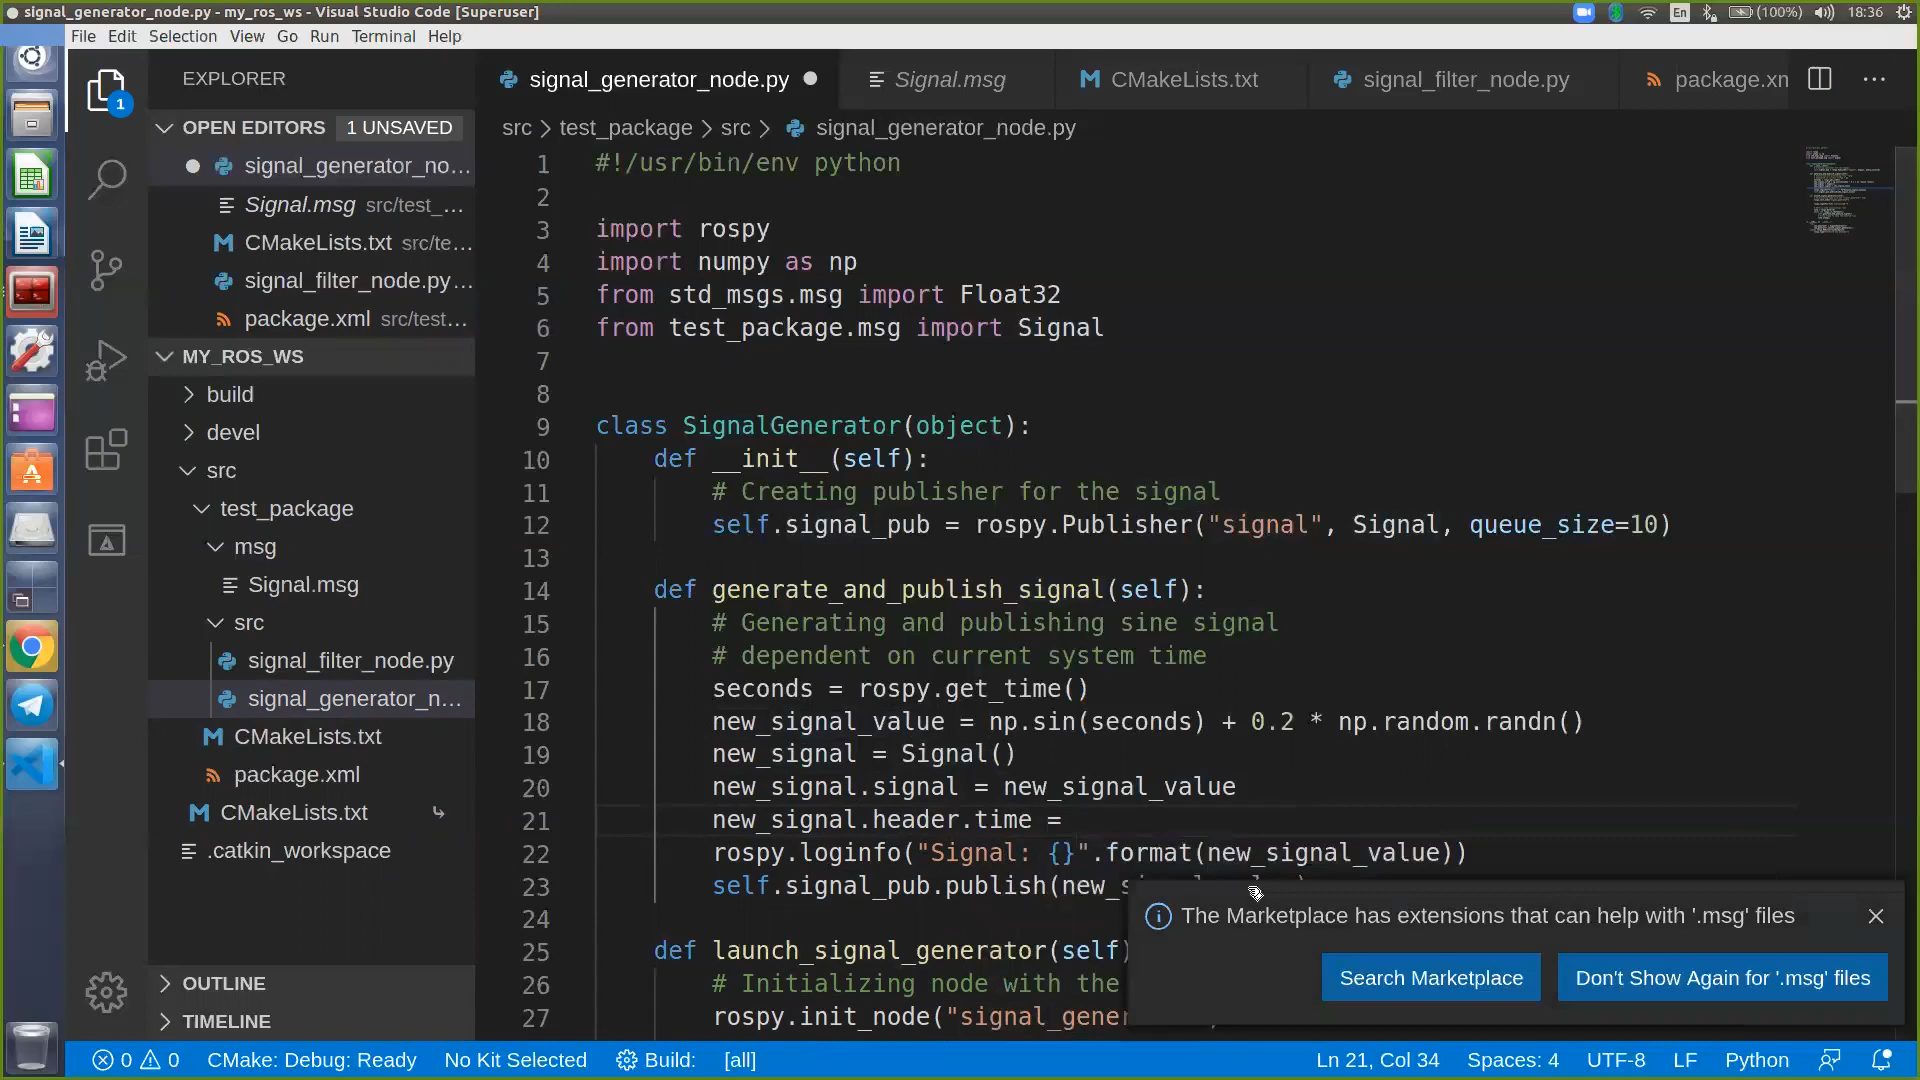 signal_generator_node.py - my_ros_ws - Visual Studio Code [Superuser]
En
(100%)
18:36
File Edit Selection View Go Run Terminal Help
1
EXPLORER
OPEN EDITORS 1 UNSAVED
signal_generator_no...
Signal.msg src/test_...
CMakeLists.txt src/te...
signal_filter_node.py...
package.xml src/test...
MY_ROS_WS
build
devel
src
test_package
msg
Signal.msg
src
signal_filter_node.py
signal_generator_n...
CMakeLists.txt
package.xml
CMakeLists.txt
.catkin_workspace
OUTLINE
TIMELINE
signal_generator_node.py Signal.msg CMakeLists.txt signal_filter_node.py package.xn
src > test_package > src > signal_generator_node.py
1 #!/usr/bin/env python
2
3 import rospy
4 import numpy as np
5 from std_msgs.msg import Float32
6 from test_package.msg import Signal
7
8
9 class SignalGenerator(object):
10 def __init__(self):
11 # Creating publisher for the signal
12 self.signal_pub = rospy.Publisher("signal", Signal, queue_size=10)
13
14 def generate_and_publish_signal(self):
15 # Generating and publishing sine signal
16 # dependent on current system time
17 seconds = rospy.get_time()
18 new_signal_value = np.sin(seconds) + 0.2 * np.random.randn()
19 new_signal = Signal()
20 new_signal.signal = new_signal_value
21 new_signal.header.time =
22 rospy.loginfo("Signal: {}".format(new_signal_value))
23 self.signal_pub.publish(new_s
24
25 def launch_signal_generator(self)
26 # Initializing node with the
27 rospy.init_node("signal_gener
The Marketplace has extensions that can help with '.msg' files
Search Marketplace
Don't Show Again for '.msg' files
0 0 CMake: Debug: Ready No Kit Selected Build: [all] Ln 21, Col 34 Spaces: 4 UTF-8 LF Python